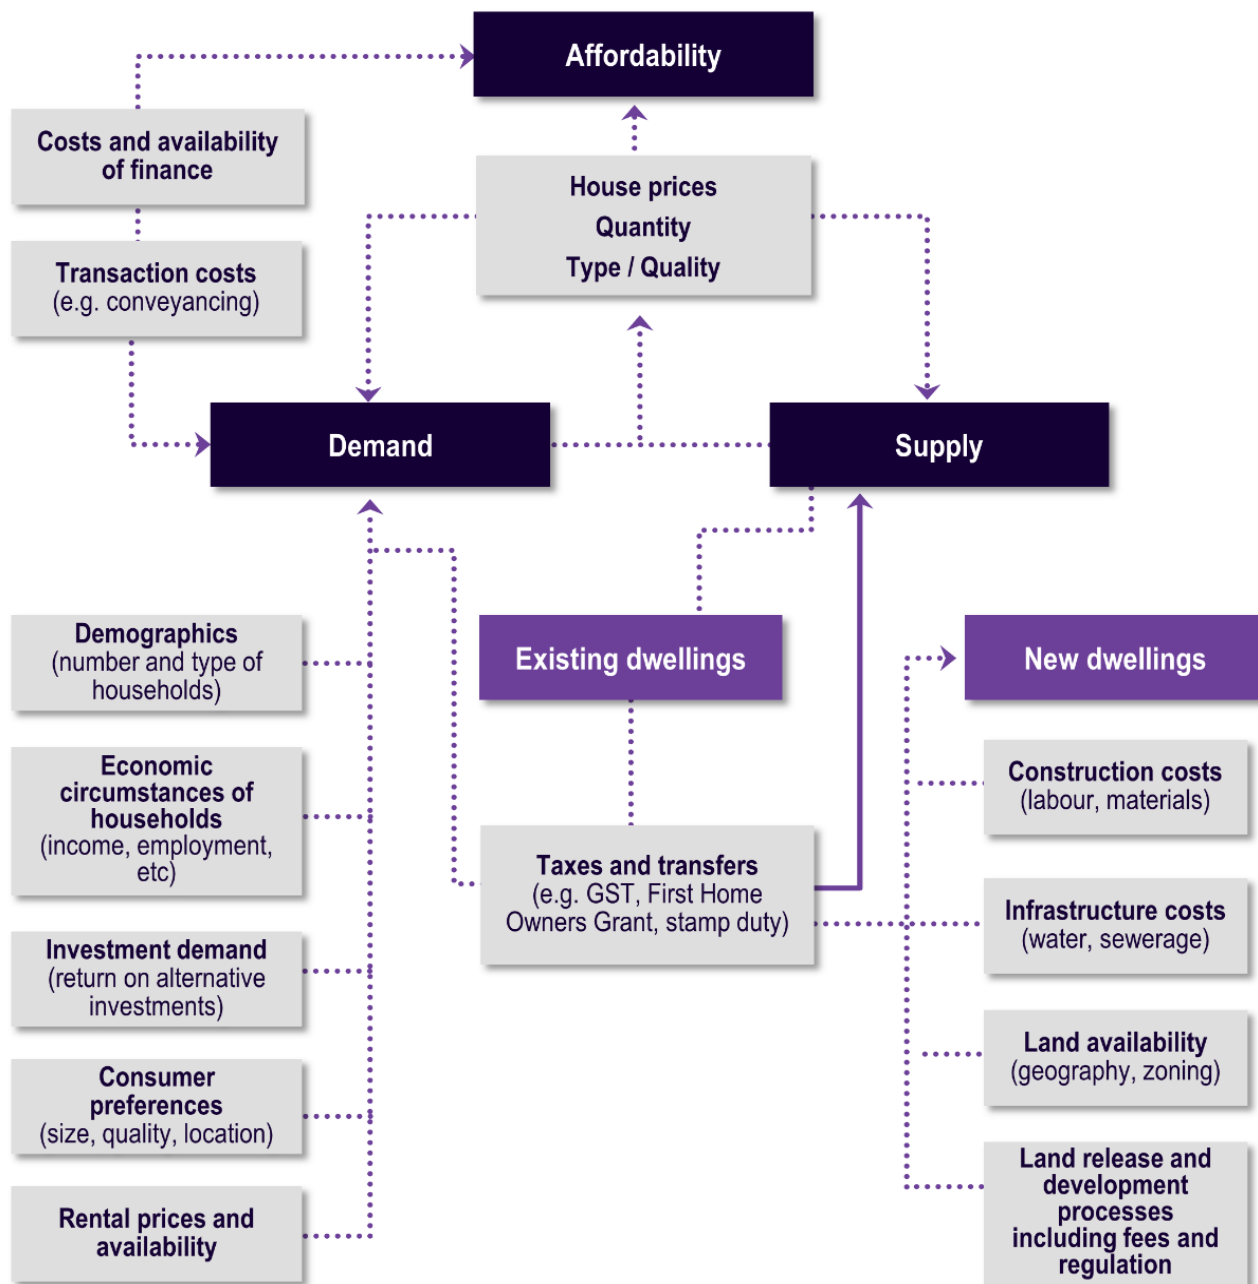 Affordability
Costs and availability
of finance
House prices
Quantity
Type / Quality
Transaction costs
(e.g. conveyancing)
Demand
Supply
Demographics
(number and type of
households)
Existing dwellings
New dwellings
Economic
circumstances of
households
(income, employment,
etc)
Construction costs
(labour, materials)
Taxes and transfers
(e.g. GST, First Home
Owners Grant, stamp duty)
Infrastructure costs
(water, sewerage)
Investment demand
(return on alternative
investments)
Land availability
(geography, zoning)
Consumer
preferences
(size, quality, location)
Land release and
development
processes
including fees and
regulation
Rental prices and
availability